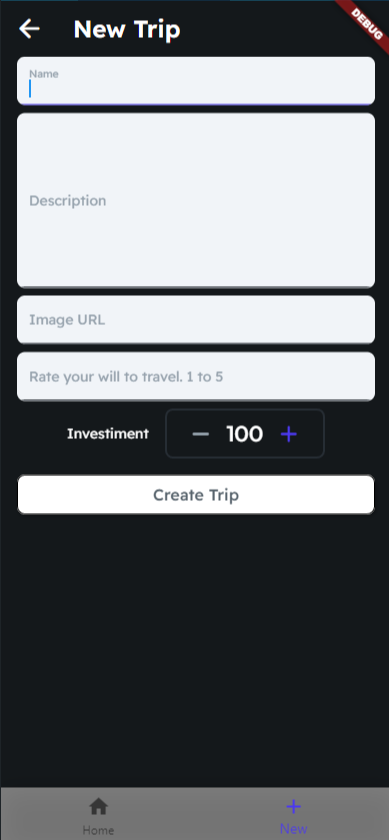 New Trip
DEBUG
Name
Description
Image URL
Rate your will to travel. 1 to 5
Investiment
100
Create Trip
Home
New